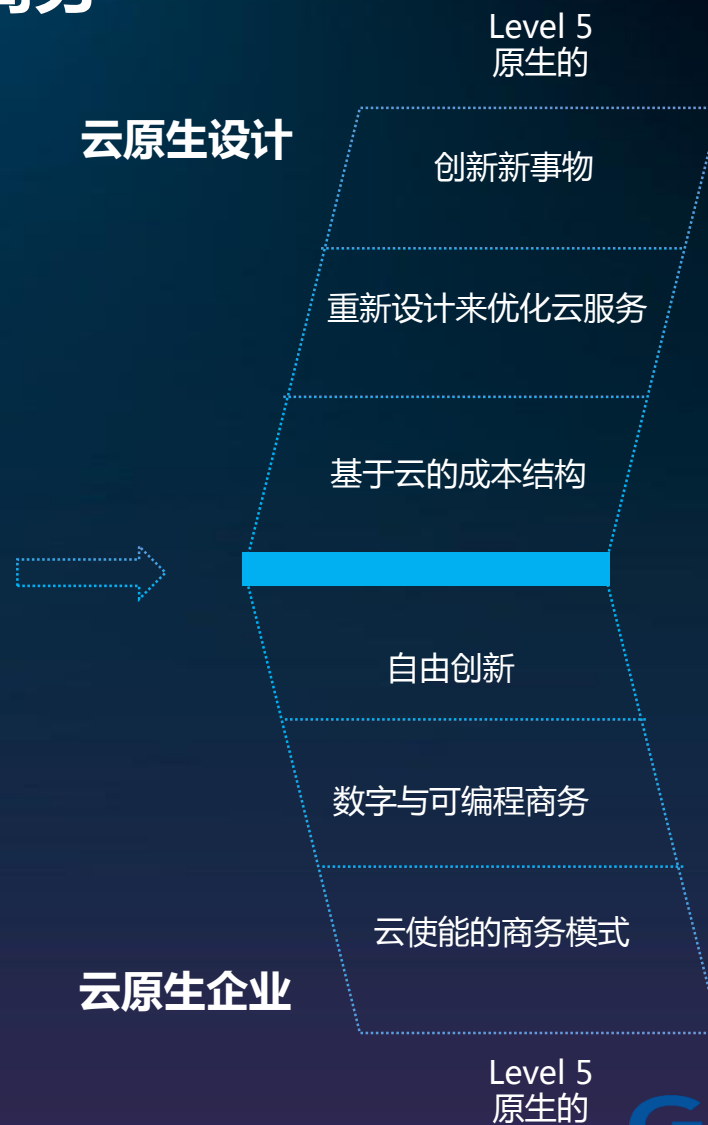 Level 5
原生的
云原生设计
创新新事物
重新设计来优化云服务
基于云的成本结构
自由创新
数字与可编程商务
云使能的商务模式
云原生企业
Level 5
原生的